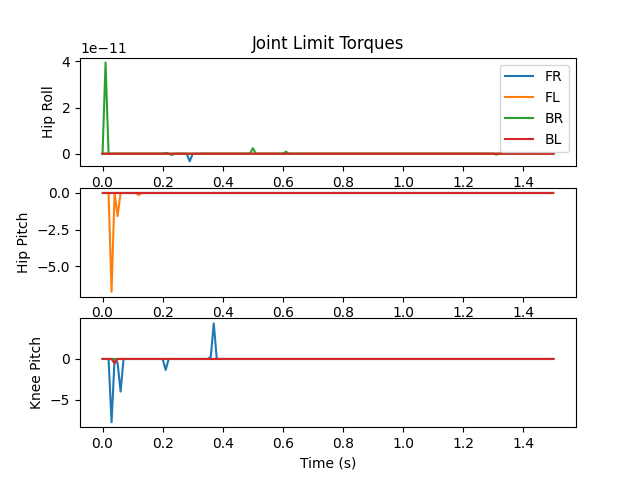 Joint Limit Torques
1e−11
4
2
0
Hip Roll
FR
FL
BR
BL
0.0 0.2 0.4 0.6 0.8 1.0 1.2 1.4
0.0
−2.5
−5.0
Hip Pitch
0.0 0.2 0.4 0.6 0.8 1.0 1.2 1.4
0
−5
Knee Pitch
0.0 0.2 0.4 0.6 0.8 1.0 1.2 1.4
Time (s)